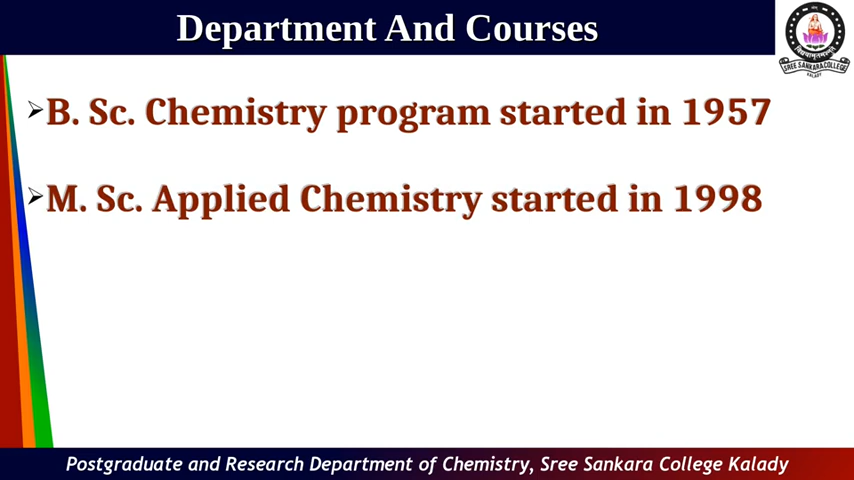 Department And Courses
SREE SANKARA COLLEGE
KALADY
➢B. Sc. Chemistry program started in 1957
➢M. Sc. Applied Chemistry started in 1998
Postgraduate and Research Department of Chemistry, Sree Sankara College Kalady